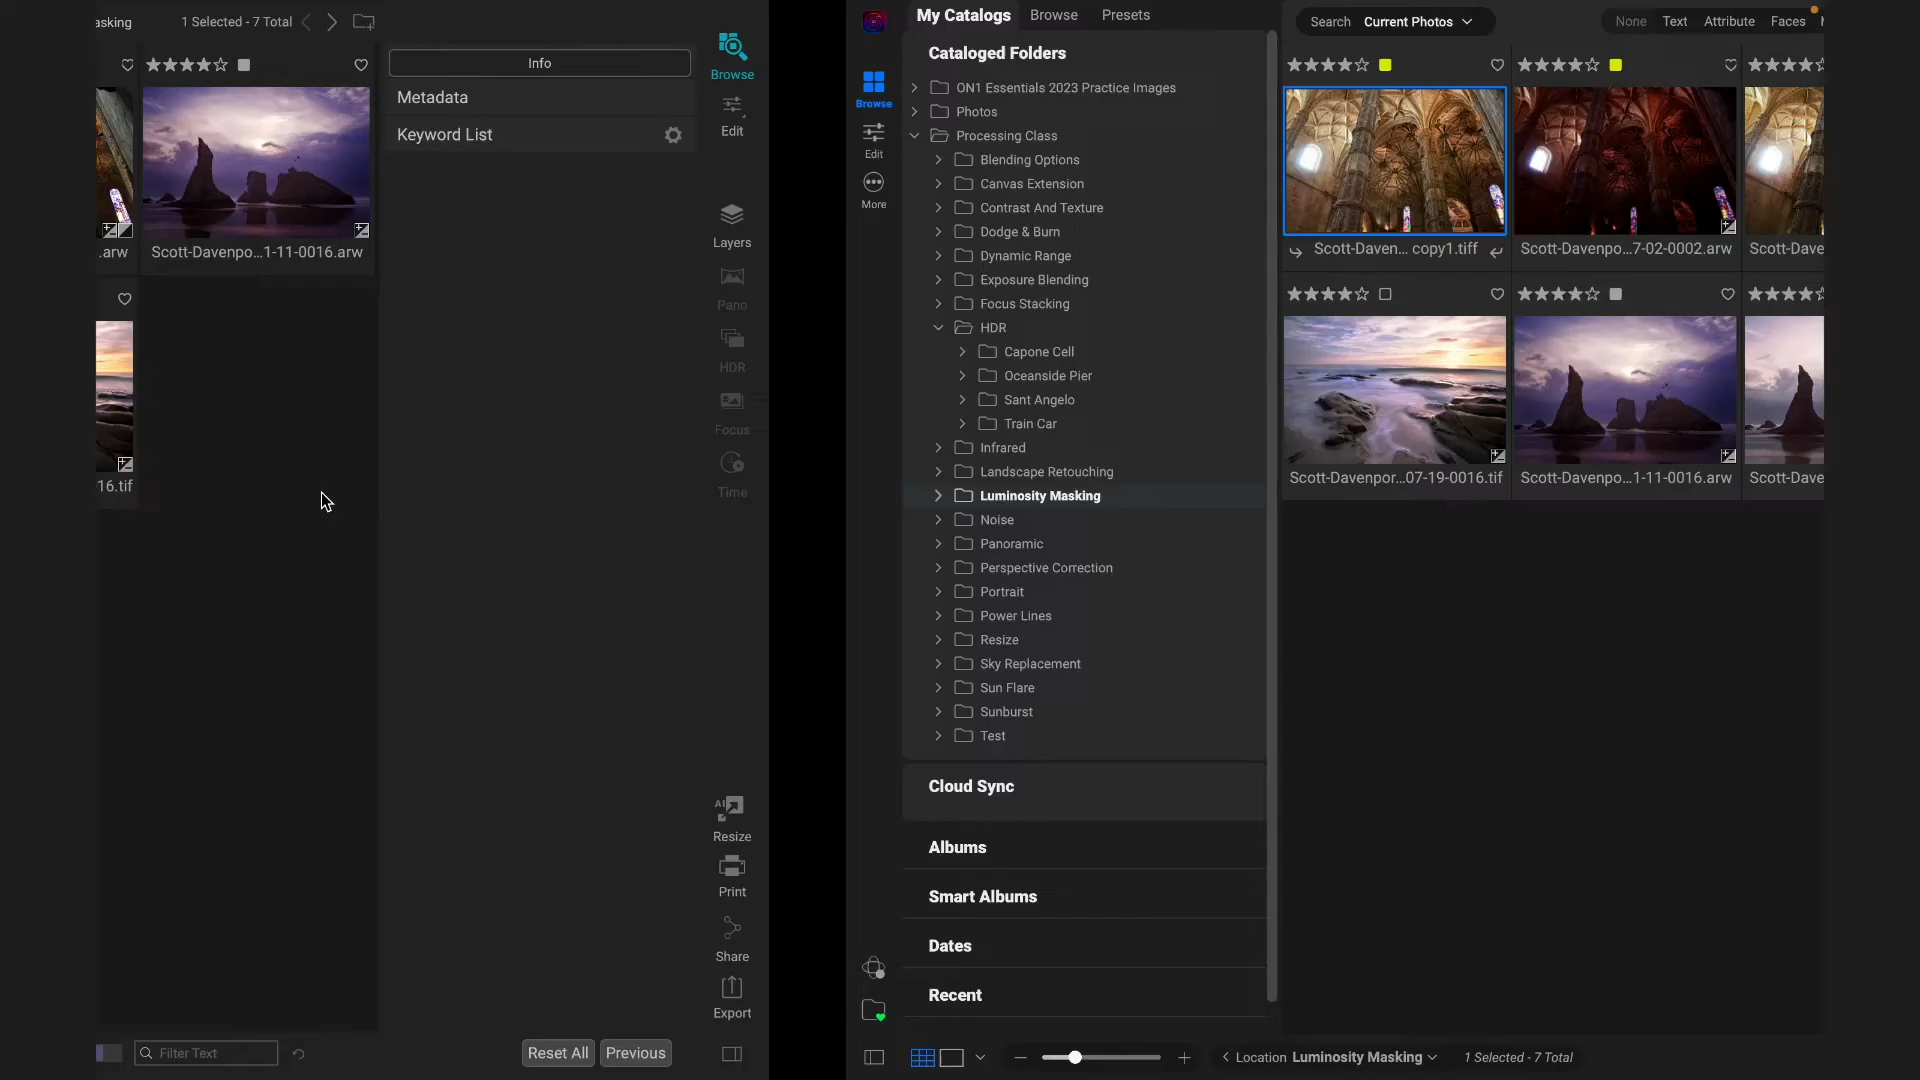 asking
1 Selected - 7 Total
Info
Metadata
Keyword List
.arw
Scott-Davenpo...1-11-0016.arw
16.tif
Filter Text
Reset All
Previous
Browse
Edit
Layers
Pano
HDR
Focus
Time
AI
Resize
Print
Share
Export
Browse
Edit
More
My Catalogs
Browse
Presets
Cataloged Folders
ON1 Essentials 2023 Practice Images
Photos
Processing Class
Blending Options
Canvas Extension
Contrast And Texture
Dodge & Burn
Dynamic Range
Exposure Blending
Focus Stacking
HDR
Capone Cell
Oceanside Pier
Sant Angelo
Train Car
Infrared
Landscape Retouching
Luminosity Masking
Noise
Panoramic
Perspective Correction
Portrait
Power Lines
Resize
Sky Replacement
Sun Flare
Sunburst
Test
Cloud Sync
Albums
Smart Albums
Dates
Recent
Search Current Photos
None Text Attribute Faces
Scott-Daven... copy1.tiff
Scott-Davenpo...7-02-0002.arw
Scott-Dave
Scott-Davenpor...07-19-0016.tif
Scott-Davenpo...1-11-0016.arw
Scott-Dave
Location Luminosity Masking
1 Selected - 7 Total